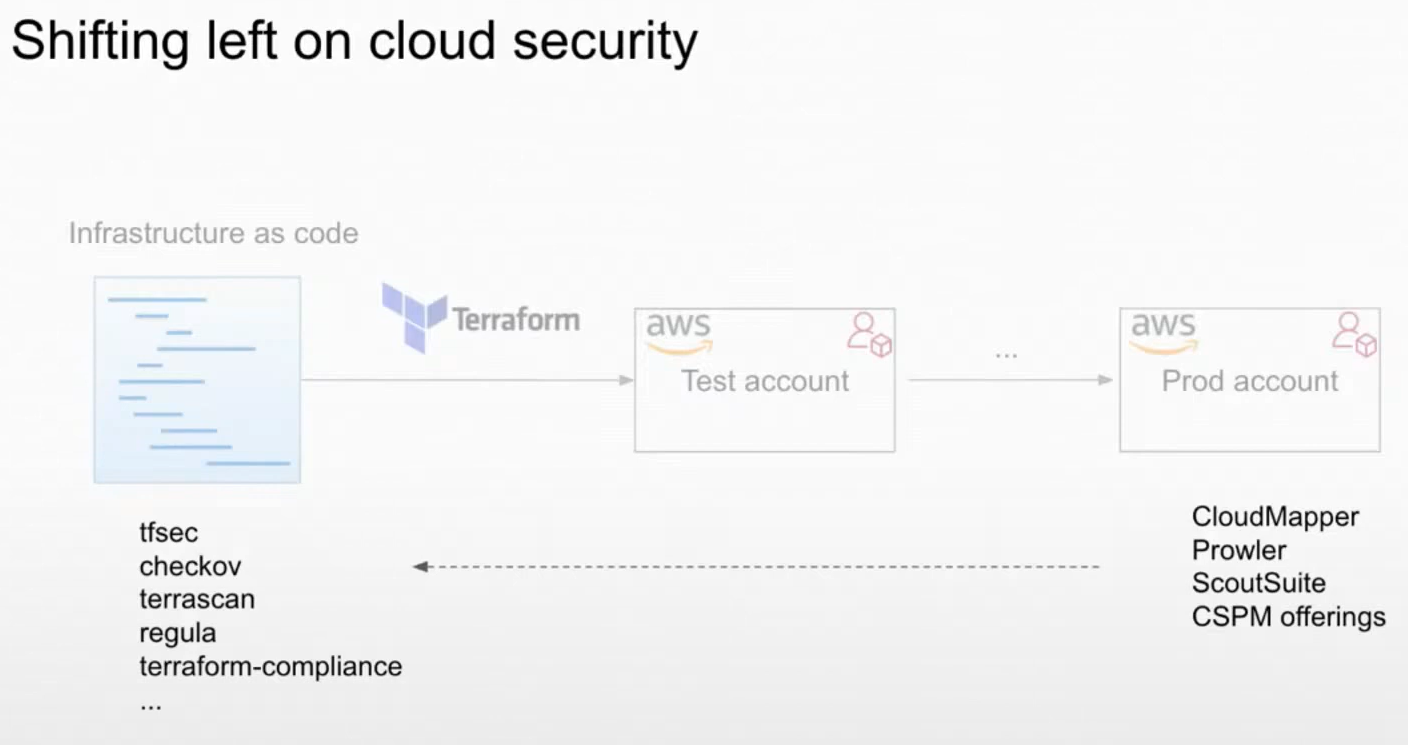 Shifting left on cloud security
Infrastructure as code
Terraform
aws
Test account
...
aws
Prod account
tfsec
checkov
terrascan
regula
terraform-compliance
...
CloudMapper
Prowler
ScoutSuite
CSPM offerings